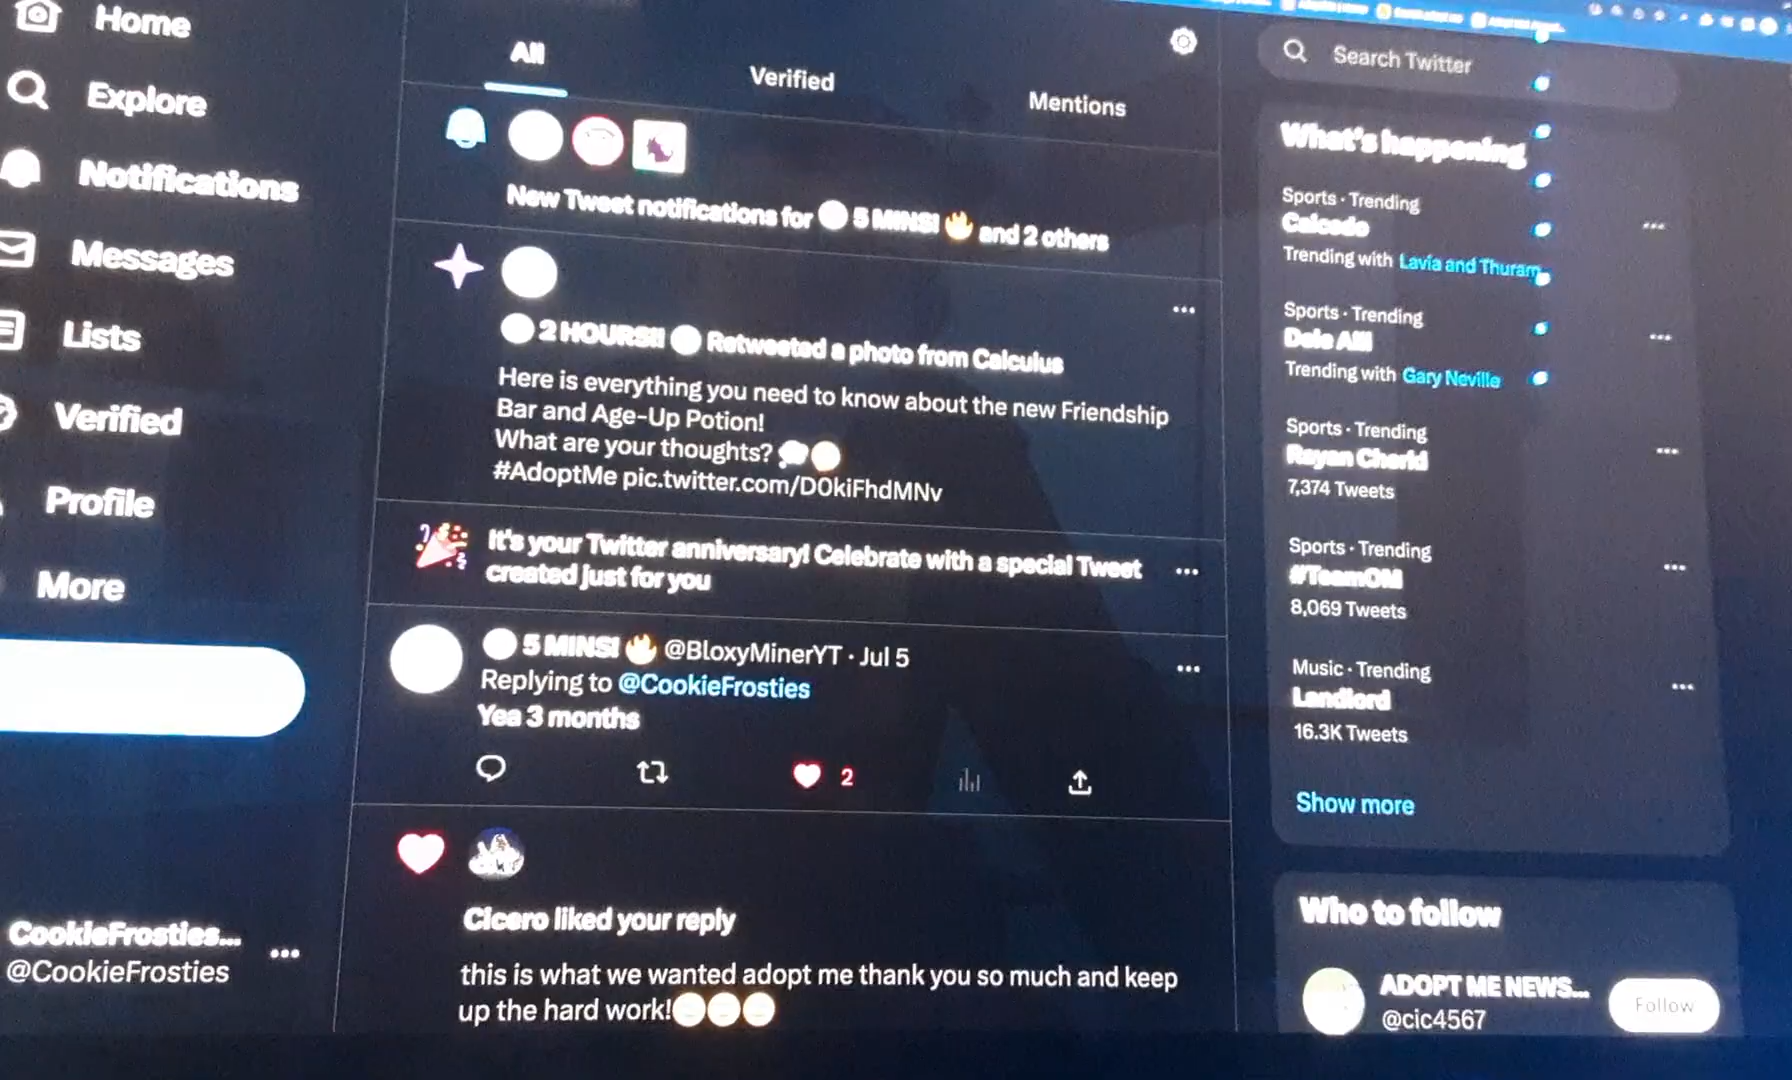 Home
Explore
Notifications
Messages
Lists
Verified
Profile
More
CookieFrosties...
@CookieFrosties
All
Verified
Mentions
New Tweet notifications for 5 MINS! 🔥 and 2 others
2 HOURS!! Retweeted a photo from Calculus
Here is everything you need to know about the new Friendship
Bar and Age-Up Potion!
What are your thoughts?
#AdoptMe pic.twitter.com/D0kiFhdMNv
It's your Twitter anniversary! Celebrate with a special Tweet
created just for you
5 MINS! 🔥 @BloxyMinerYT · Jul 5
Replying to @CookieFrosties
Yea 3 months
2
Cicero liked your reply
this is what we wanted adopt me thank you so much and keep
up the hard work!
Search Twitter
What's happening
Sports · Trending
Caicedo
Trending with Lavia and Thuram
Sports · Trending
Dele Alli
Trending with Gary Neville
Sports · Trending
Rayan Cherki
7,374 Tweets
Sports · Trending
#TeamOM
8,069 Tweets
Music · Trending
Landlord
16.3K Tweets
Show more
Who to follow
ADOPT ME NEWS...
@cic4567
Follow